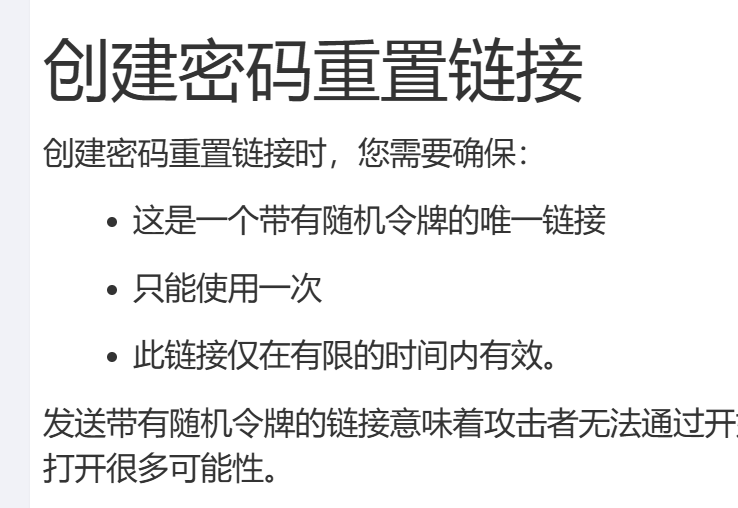 创建密码重置链接
创建密码重置链接时，您需要确保：
• 这是一个带有随机令牌的唯一链接
• 只能使用一次
• 此链接仅在有限的时间内有效。
发送带有随机令牌的链接意味着攻击者无法通过开
打开很多可能性。